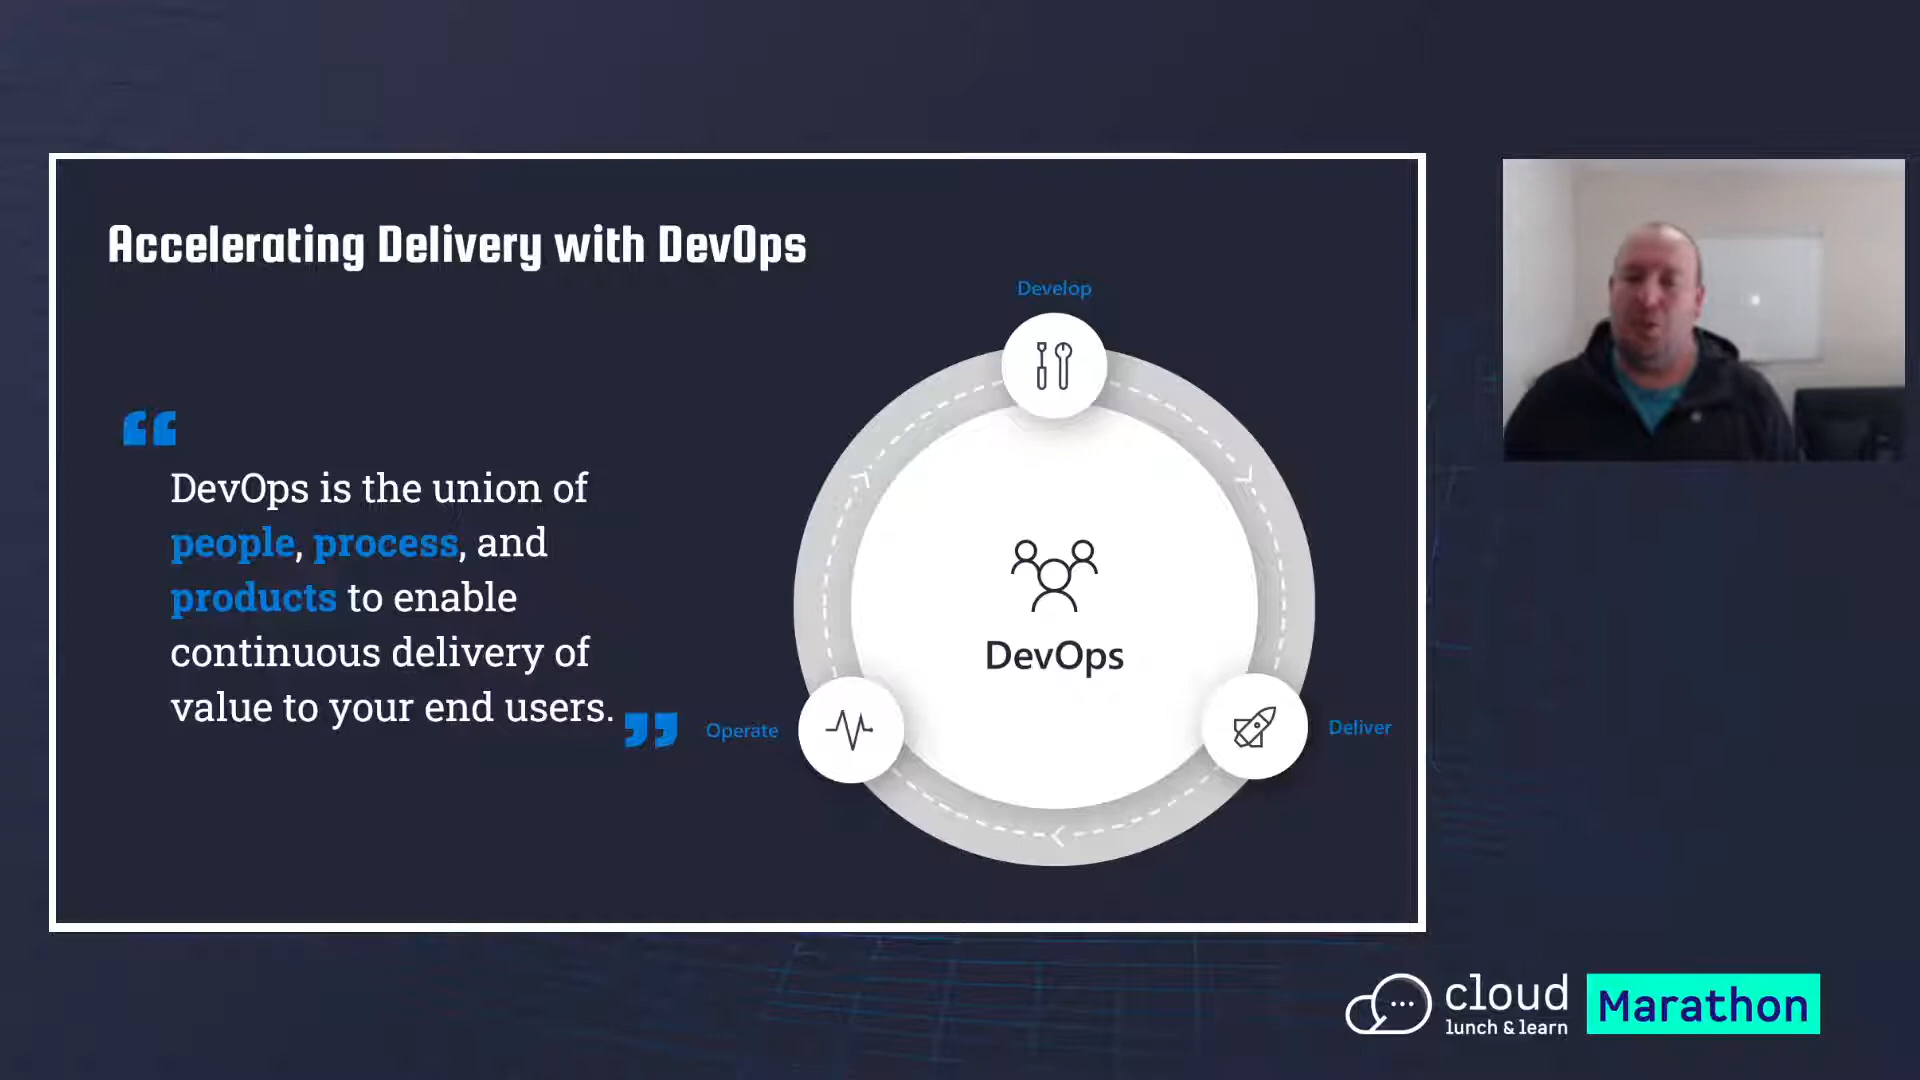 Accelerating Delivery with DevOps
Develop
DevOps is the union of
people, process, and
products to enable
continuous delivery of
value to your end users.
DevOps
Operate
Deliver
cloud
lunch & learn
Marathon